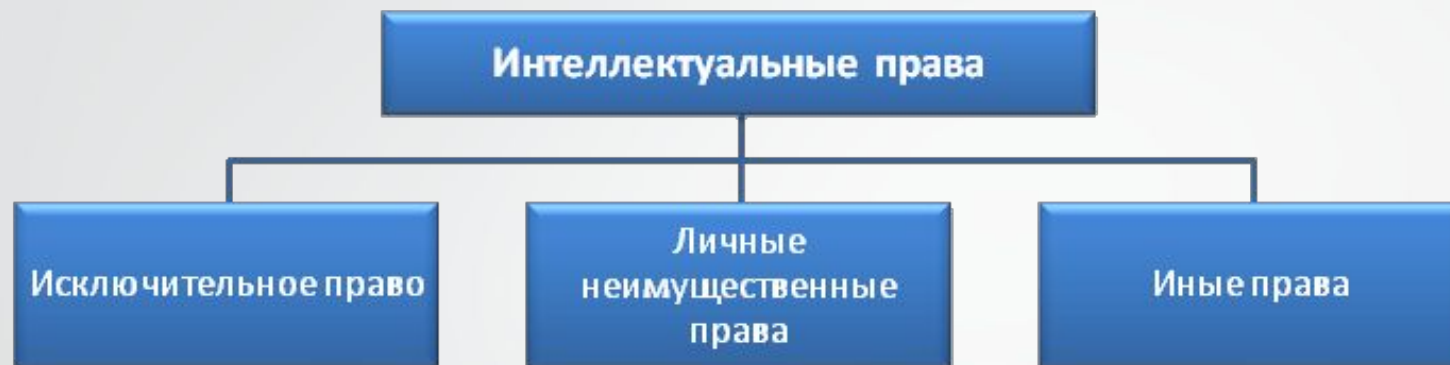 Интеллектуальные права
Исключительное право
Личные
неимущественные
права
Иные права